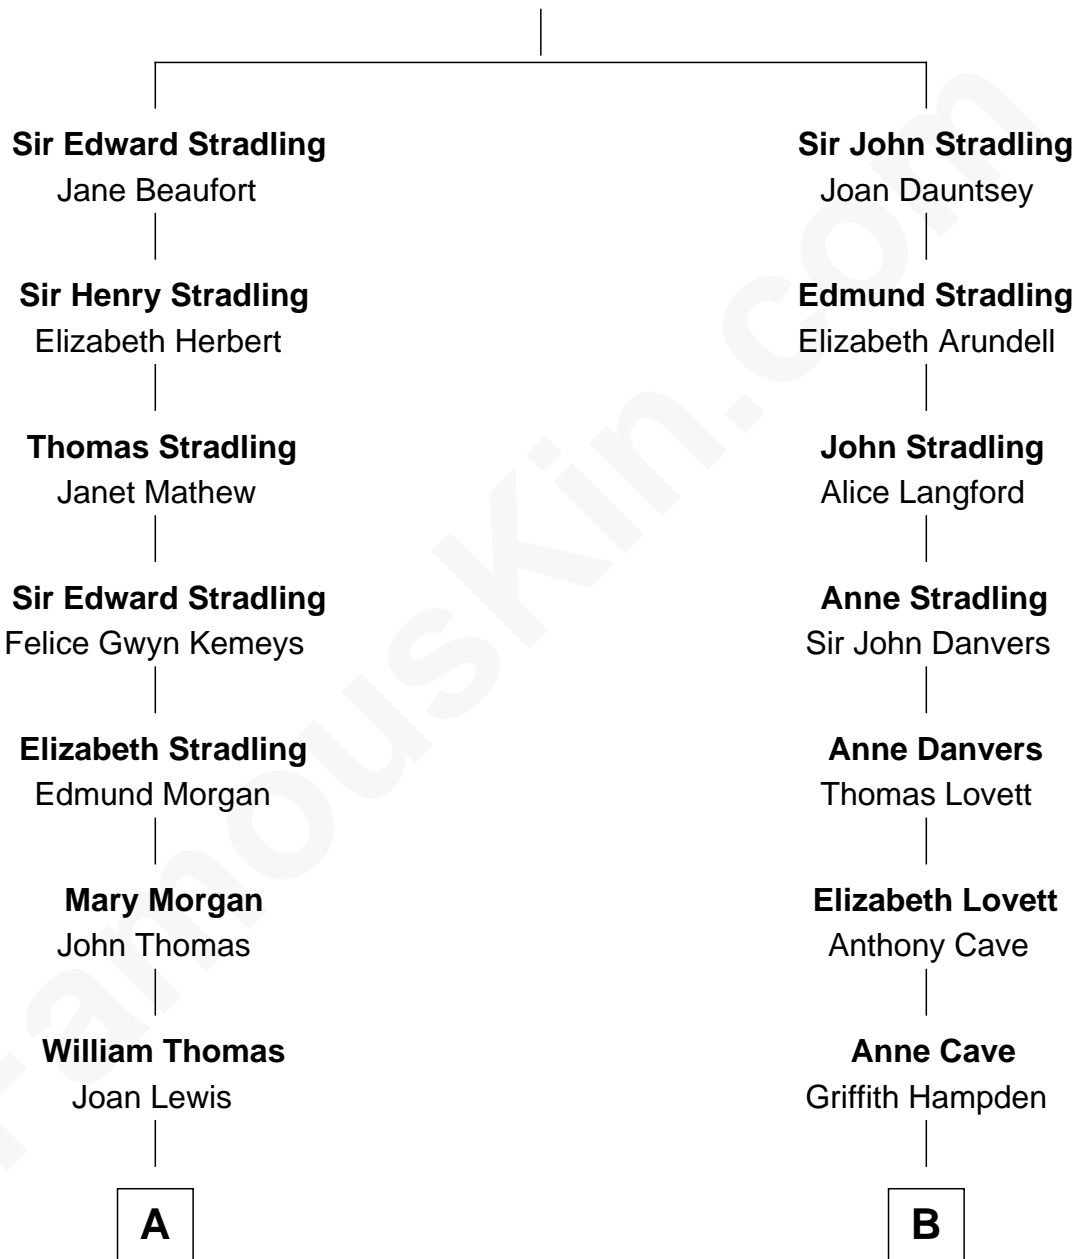 Sir Edward Stradling
Jane Beaufort
Sir Henry Stradling
Elizabeth Herbert
Thomas Stradling
Janet Mathew
Sir Edward Stradling
Felice Gwyn Kemeys
Elizabeth Stradling
Edmund Morgan
Mary Morgan
John Thomas
William Thomas
Joan Lewis
A
Sir John Stradling
Joan Dauntsey
Edmund Stradling
Elizabeth Arundell
John Stradling
Alice Langford
Anne Stradling
Sir John Danvers
Anne Danvers
Thomas Lovett
Elizabeth Lovett
Anthony Cave
Anne Cave
Griffith Hampden
B
FamousKin.com